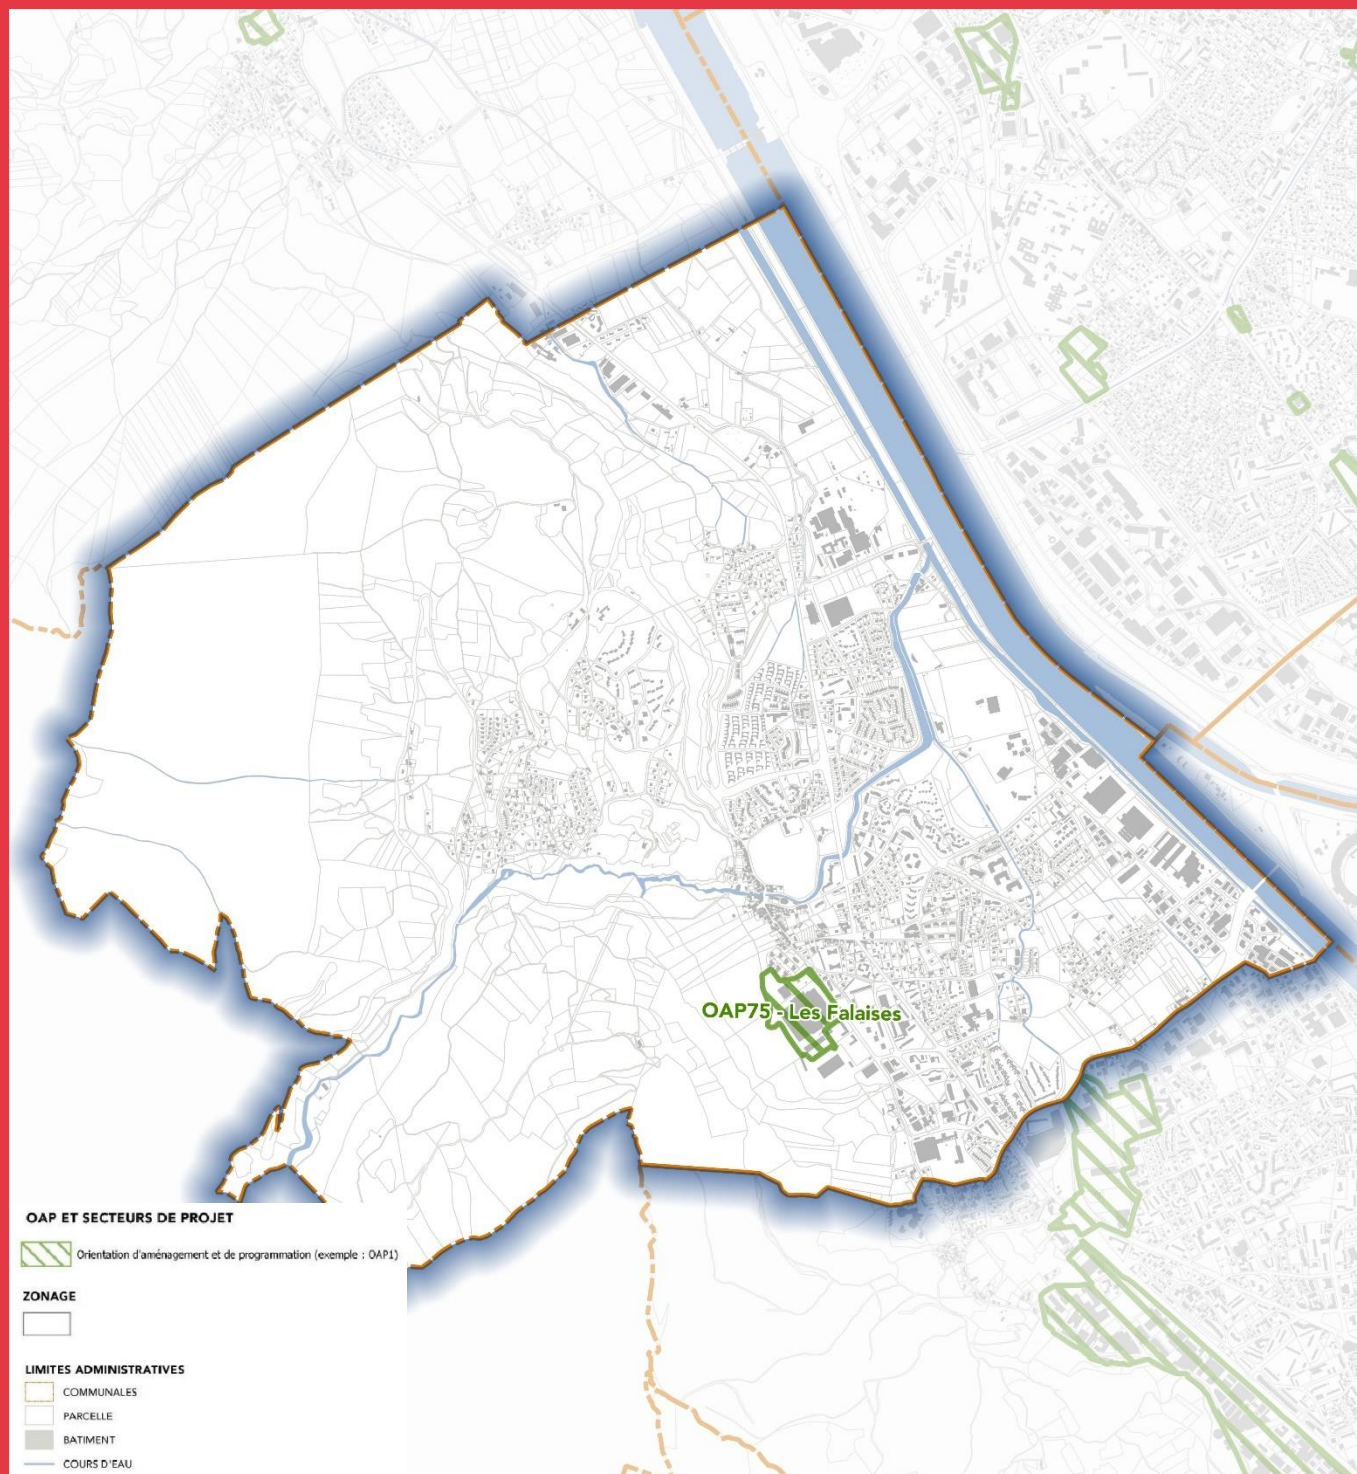 OAP75 - Les Falaises
OAP ET SECTEURS DE PROJET
Orientation d'aménagement et de programmation (exemple : OAP1)
ZONAGE
LIMITES ADMINISTRATIVES
COMMUNALES
PARCELLE
BATIMENT
COURS D'EAU